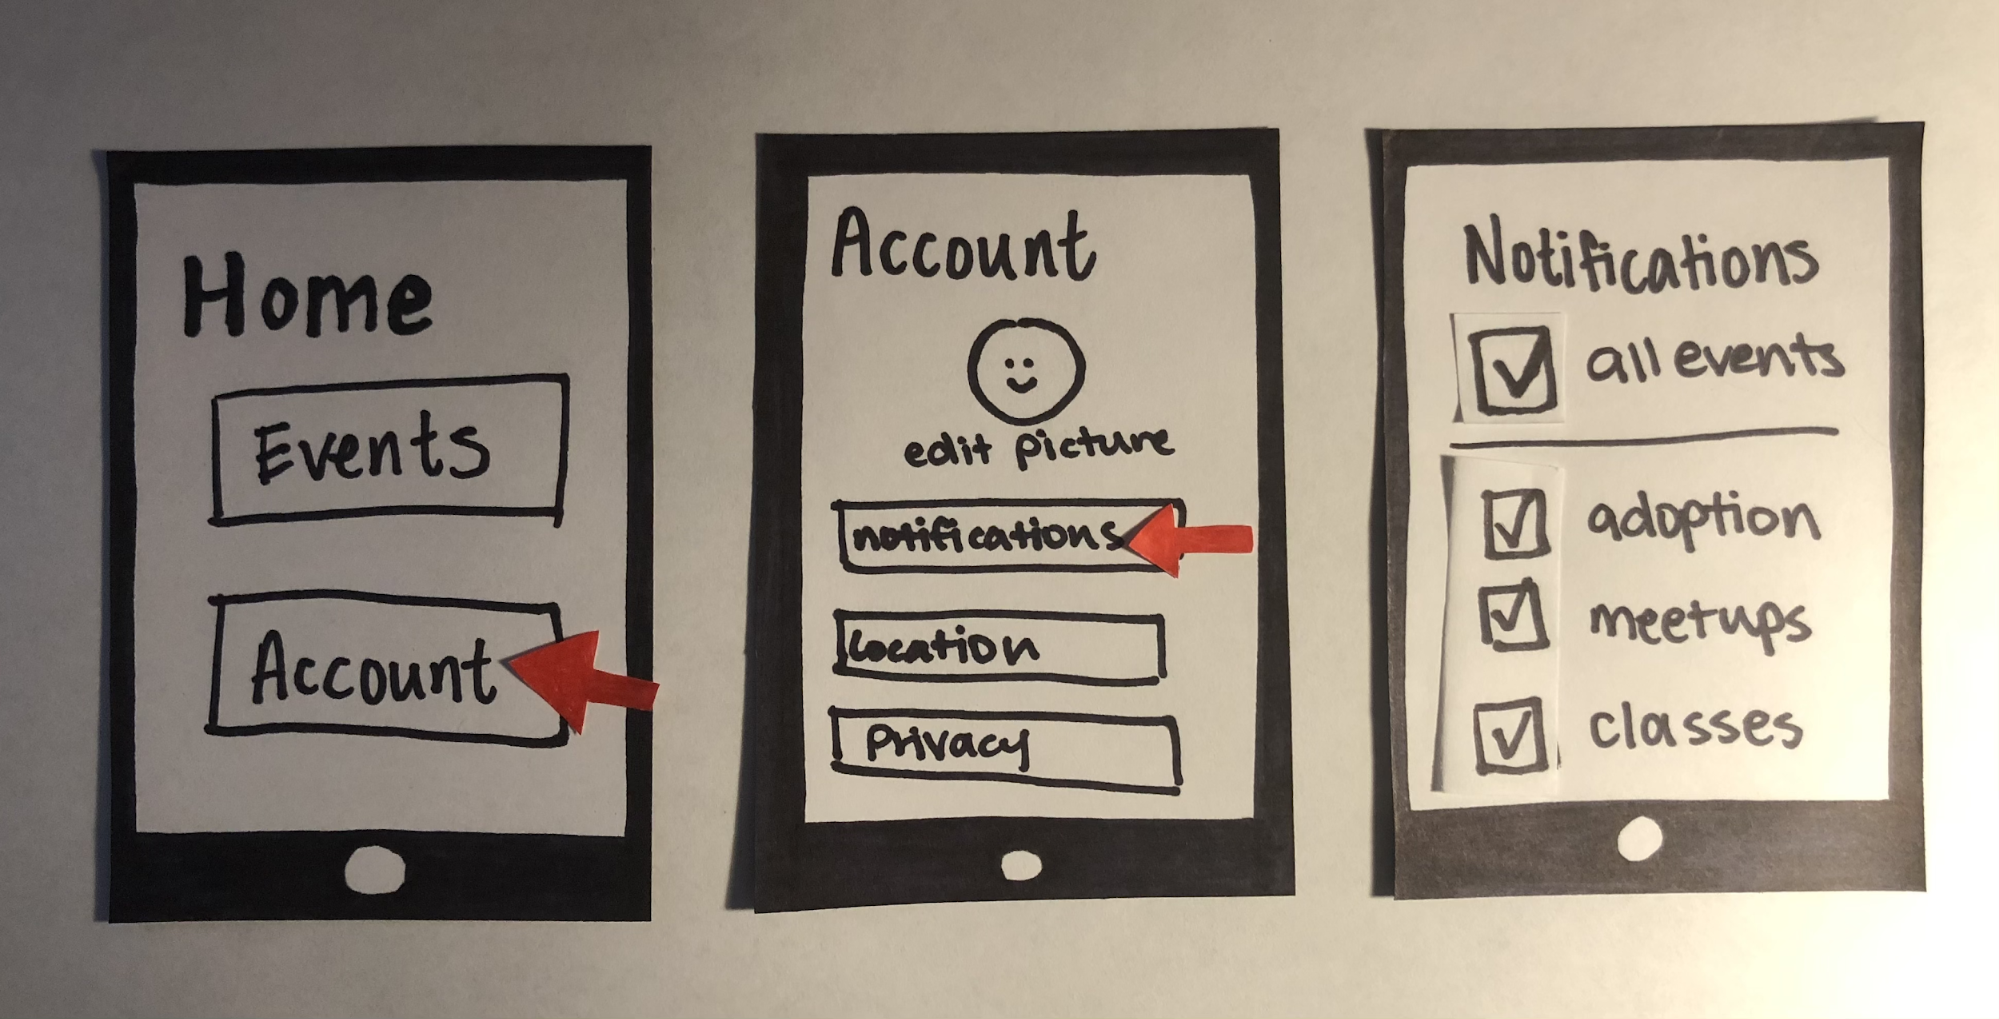 Home
Events
Account
Account
edit picture
notifications
Location
Privacy
Notifications
all events
adoption
meetups
classes